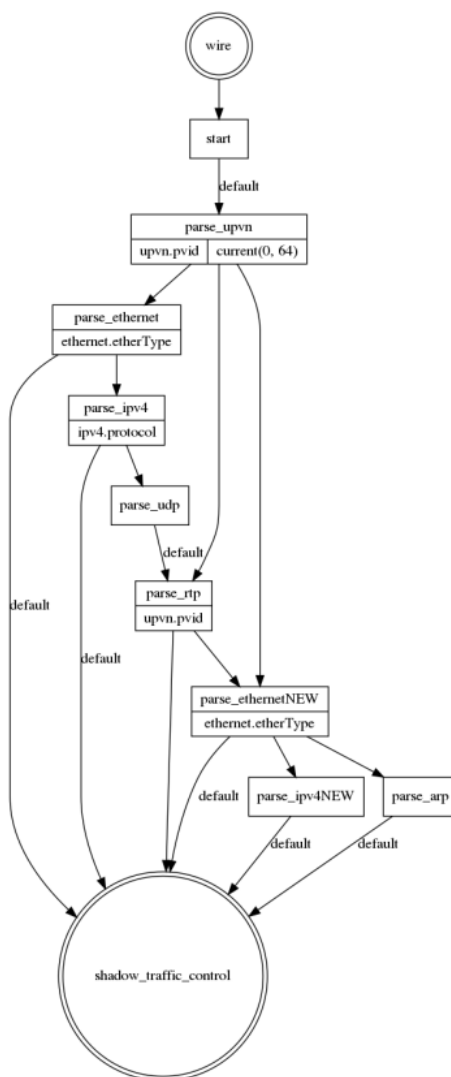 wire
start
default
parse_upvn
upvn.pvid
current(0, 64)
parse_ethernet
ethernet.etherType
parse_ipv4
ipv4.protocol
parse_udp
default
parse_rtp
upvn.pvid
default
default
parse_ethernetNEW
ethernet.etherType
default
parse_ipv4NEW
parse_arp
default
default
shadow_traffic_control